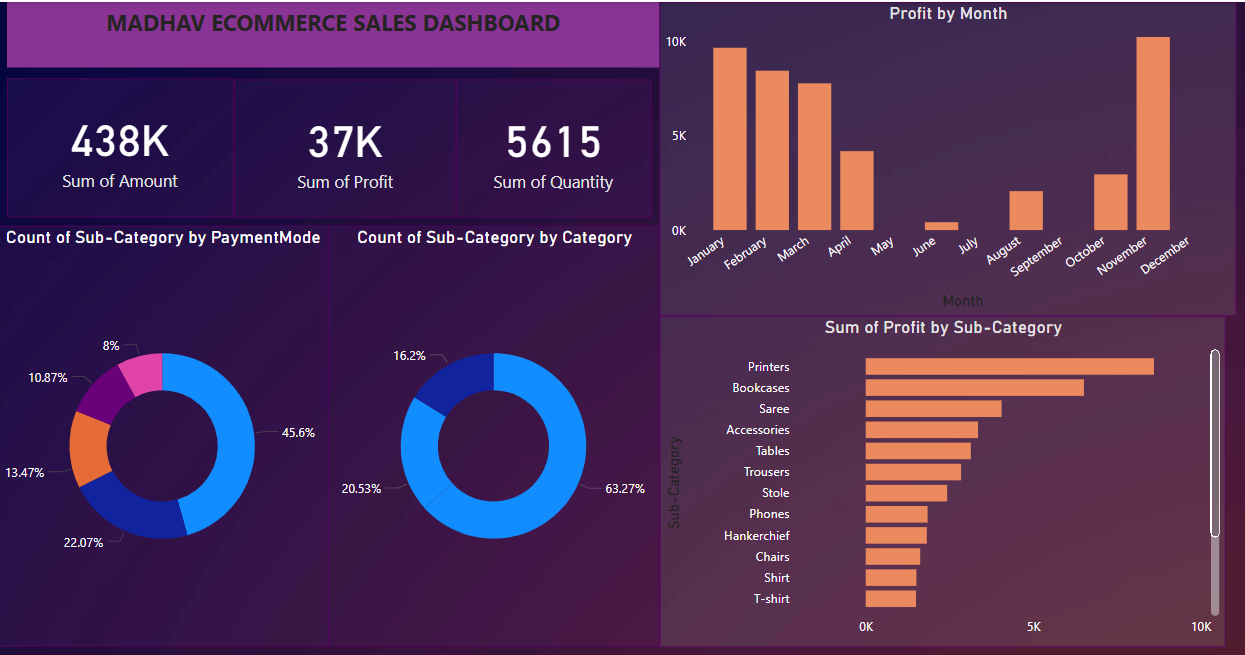 MADHAV ECOMMERCE SALES DASHBOARD
438K
Sum of Amount
37K
Sum of Profit
5615
Sum of Quantity
Profit by Month
10K
5K
0K
January
February
March
April
May
June
July
August
September
October
November
December
Month
Count of Sub-Category by PaymentMode
8%
10.87%
13.47%
22.07%
45.6%
Count of Sub-Category by Category
16.2%
20.53%
63.27%
Sum of Profit by Sub-Category
Sub-Category
Printers
Bookcases
Saree
Accessories
Tables
Trousers
Stole
Phones
Hankerchief
Chairs
Shirt
T-shirt
0K
5K
10K